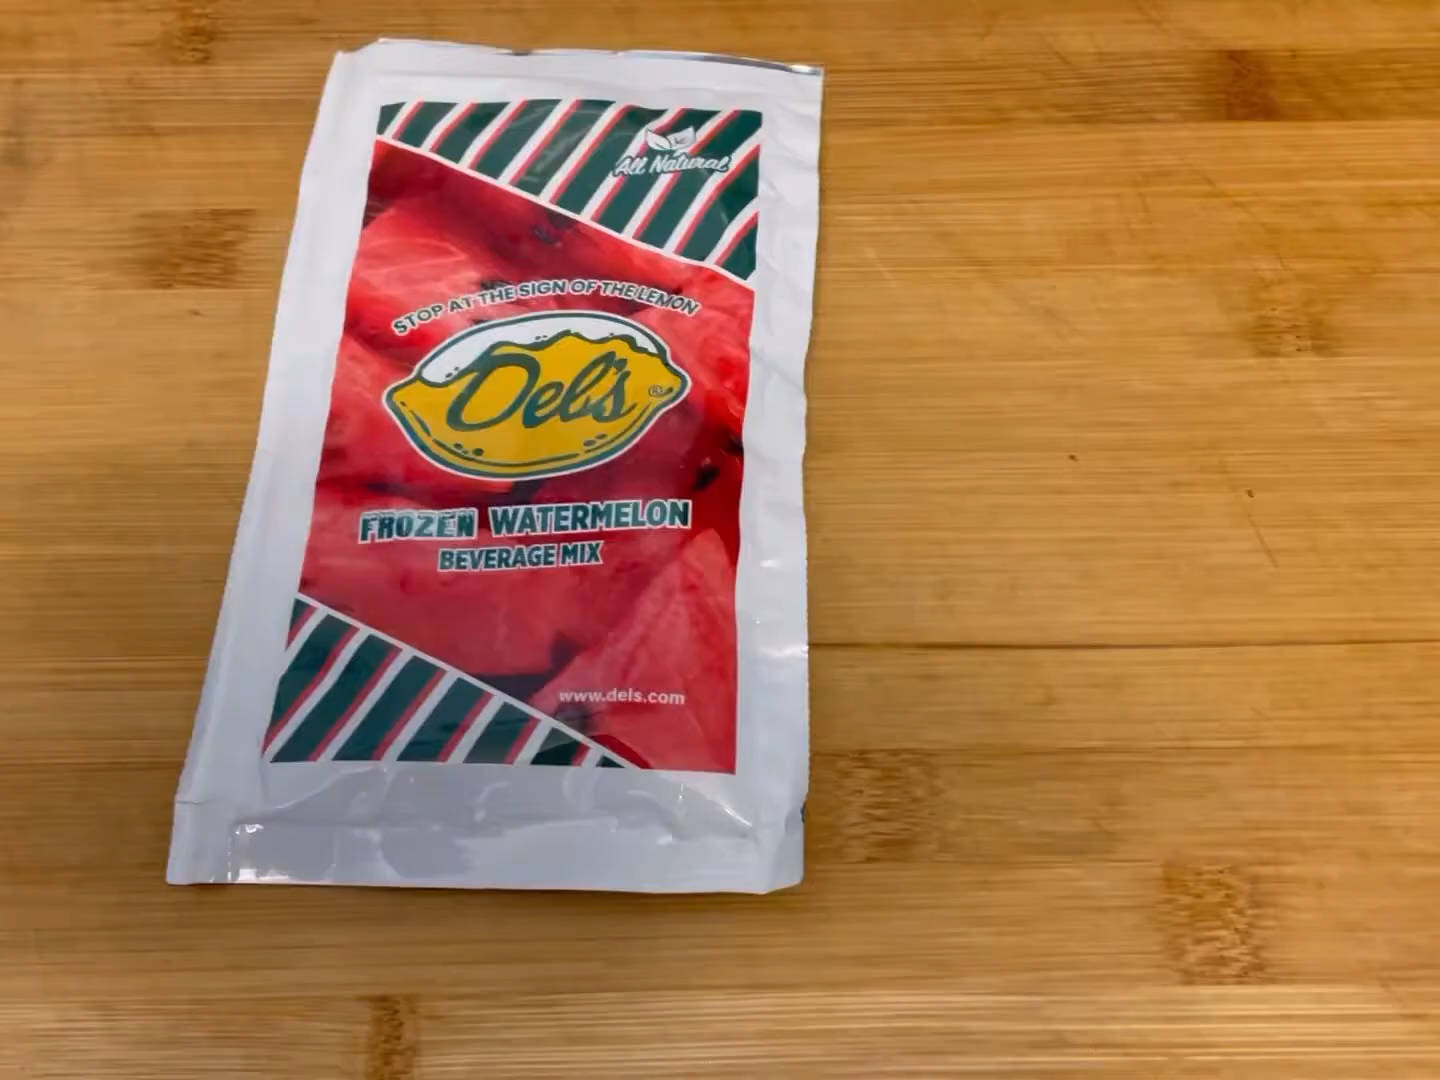 All Natural
STOP AT THE SIGN OF THE LEMON
Del's ®
FROZEN WATERMELON
BEVERAGE MIX
www.dels.com